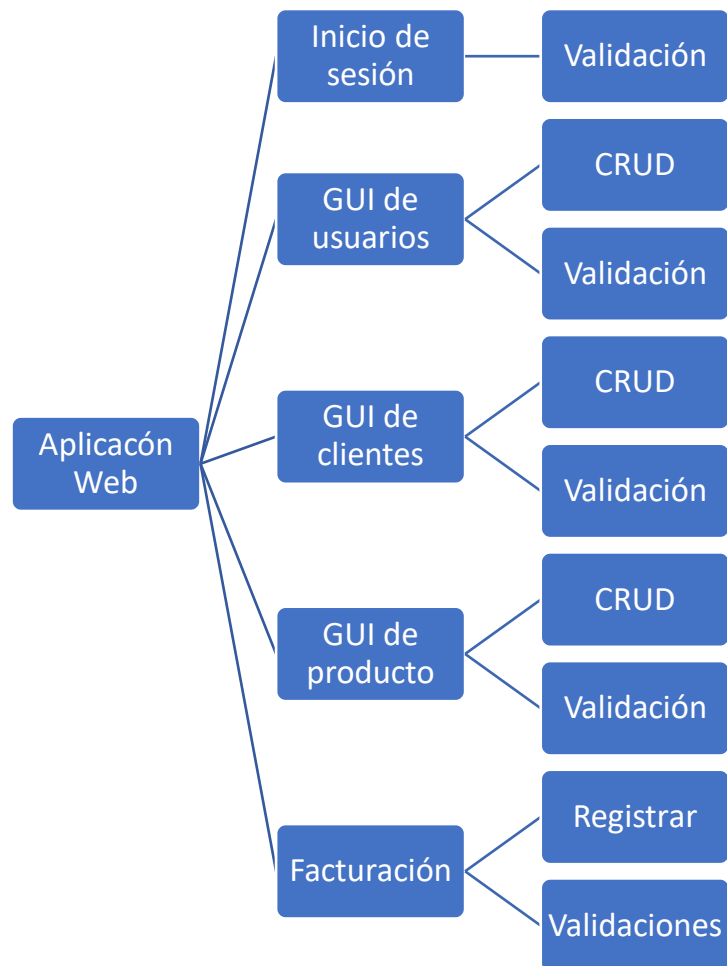 Inicio de
sesión
Validación
GUI de
usuarios
CRUD
Validación
Aplicacón
Web
GUI de
clientes
CRUD
Validación
GUI de
producto
CRUD
Validación
Facturación
Registrar
Validaciones